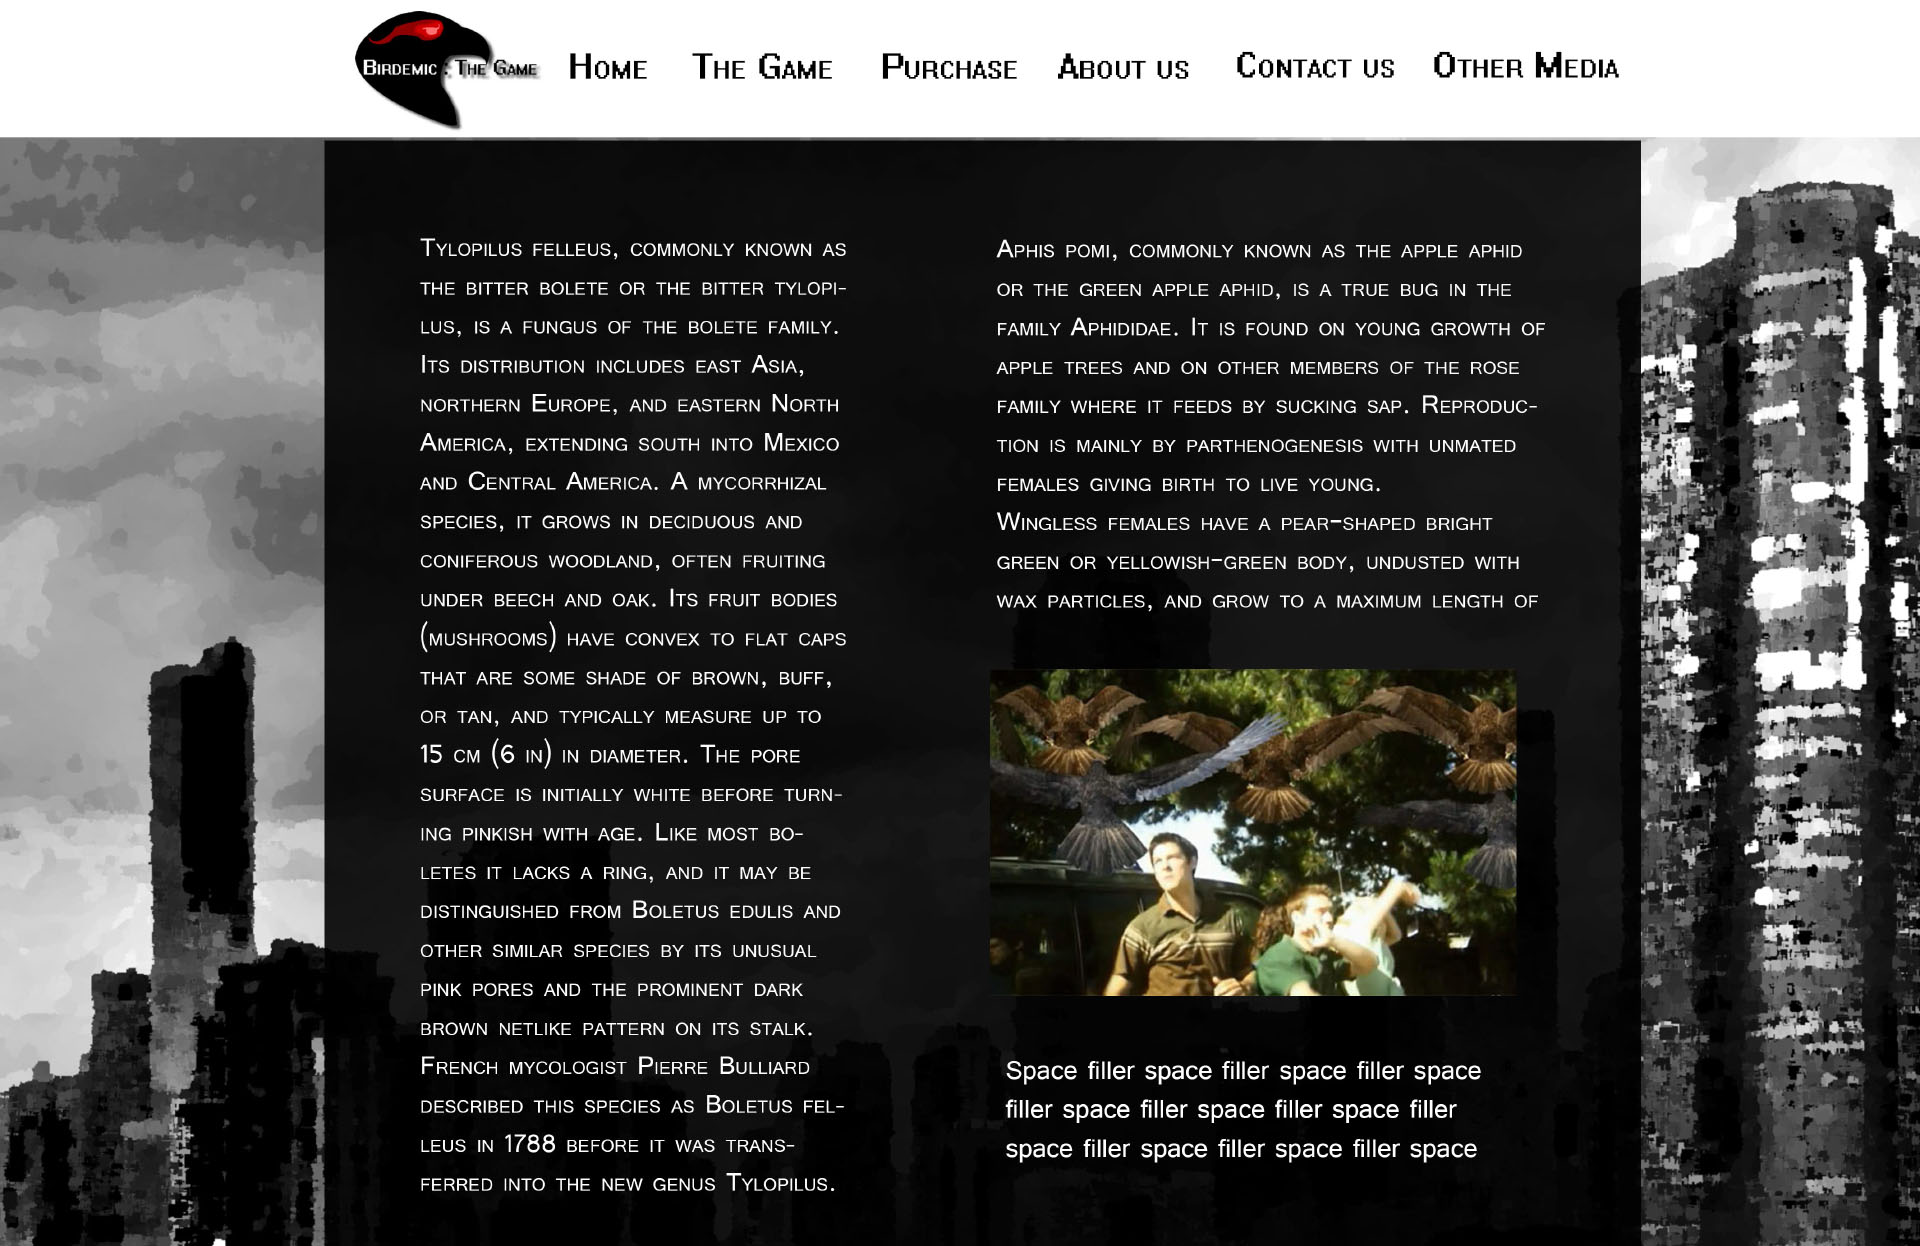 Birdemic : The Game
Home
The Game
Purchase
About us
Contact us
Other Media
Tylopilus felleus, commonly known as
the bitter bolete or the bitter tylopi-
lus, is a fungus of the bolete family.
Its distribution includes east Asia,
northern Europe, and eastern North
America, extending south into Mexico
and Central America. A mycorrhizal
species, it grows in deciduous and
coniferous woodland, often fruiting
under beech and oak. Its fruit bodies
(mushrooms) have convex to flat caps
that are some shade of brown, buff,
or tan, and typically measure up to
15 cm (6 in) in diameter. The pore
surface is initially white before turn-
ing pinkish with age. Like most bo-
letes it lacks a ring, and it may be
distinguished from Boletus edulis and
other similar species by its unusual
pink pores and the prominent dark
brown netlike pattern on its stalk.
French mycologist Pierre Bulliard
described this species as Boletus fel-
leus in 1788 before it was trans-
ferred into the new genus Tylopilus.
Aphis pomi, commonly known as the apple aphid
or the green apple aphid, is a true bug in the
family Aphididae. It is found on young growth of
apple trees and on other members of the rose
family where it feeds by sucking sap. Reproduc-
tion is mainly by parthenogenesis with unmated
females giving birth to live young.
Wingless females have a pear-shaped bright
green or yellowish-green body, undusted with
wax particles, and grow to a maximum length of
Space filler space filler space filler space
filler space filler space filler space filler
space filler space filler space filler space